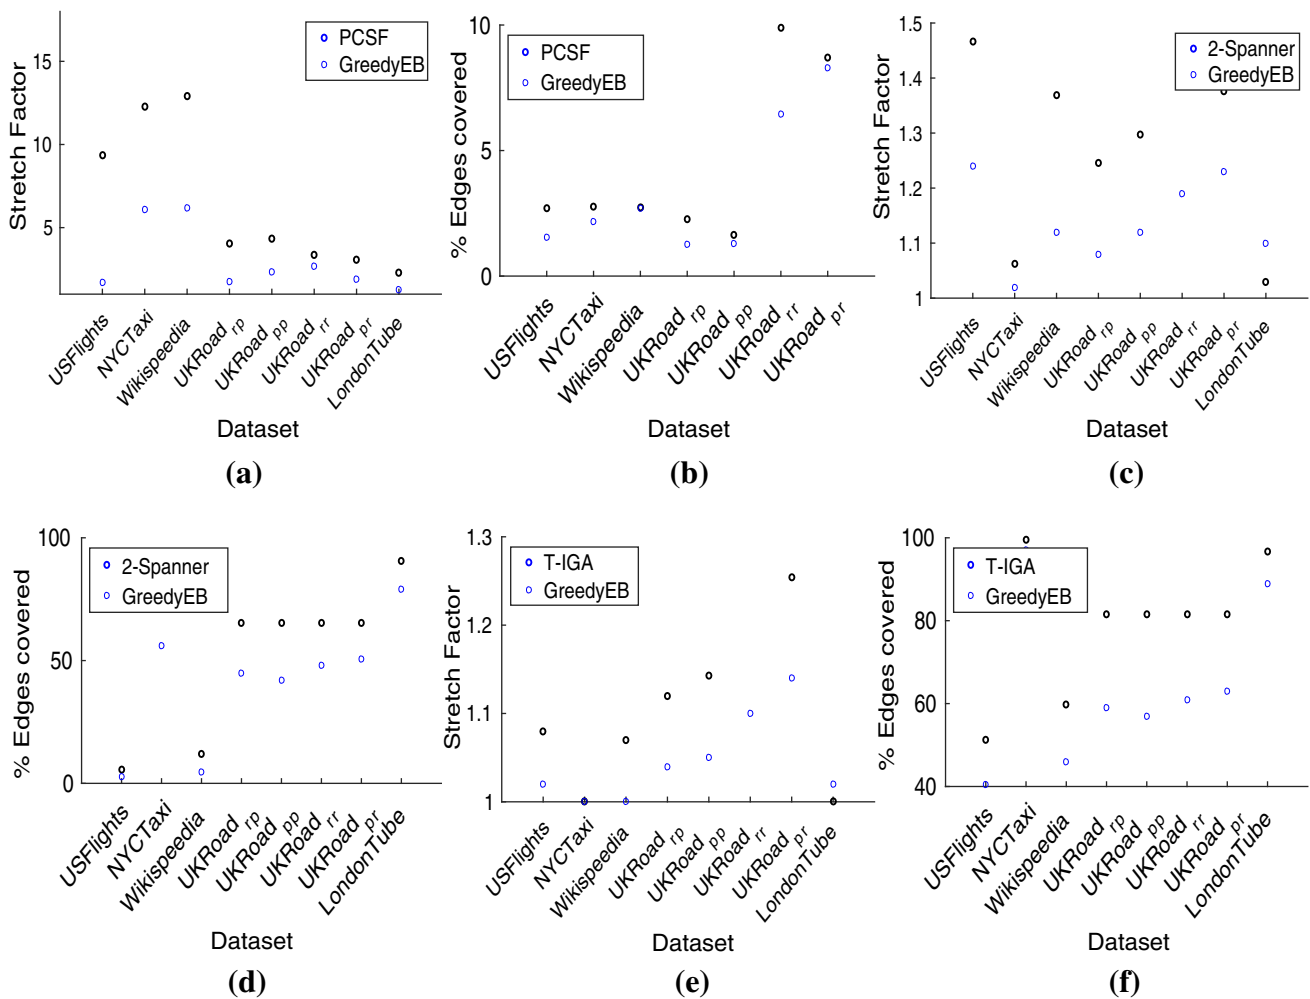 PCSF
GreedyEB
15
10
5
Stretch Factor
USFlights
NYCTaxi
Wikispeedia
UKRoad rp
UKRoad pp
UKRoad rr
UKRoad pr
LondonTube
Dataset
(a)
PCSF
GreedyEB
10
5
0
% Edges covered
USFlights
NYCTaxi
Wikispeedia
UKRoad rp
UKRoad pp
UKRoad rr
UKRoad pr
Dataset
(b)
2-Spanner
GreedyEB
1.5
1.4
1.3
1.2
1.1
1
Stretch Factor
USFlights
NYCTaxi
Wikispeedia
UKRoad rp
UKRoad pp
UKRoad rr
UKRoad pr
LondonTube
Dataset
(c)
2-Spanner
GreedyEB
100
50
0
% Edges covered
USFlights
NYCTaxi
Wikispeedia
UKRoad rp
UKRoad pp
UKRoad rr
UKRoad pr
LondonTube
Dataset
(d)
T-IGA
GreedyEB
1.3
1.2
1.1
1
Stretch Factor
USFlights
NYCTaxi
Wikispeedia
UKRoad rp
UKRoad pp
UKRoad rr
UKRoad pr
LondonTube
Dataset
(e)
T-IGA
GreedyEB
100
80
60
40
% Edges covered
USFlights
NYCTaxi
Wikispeedia
UKRoad rp
UKRoad pp
UKRoad rr
UKRoad pr
LondonTube
Dataset
(f)